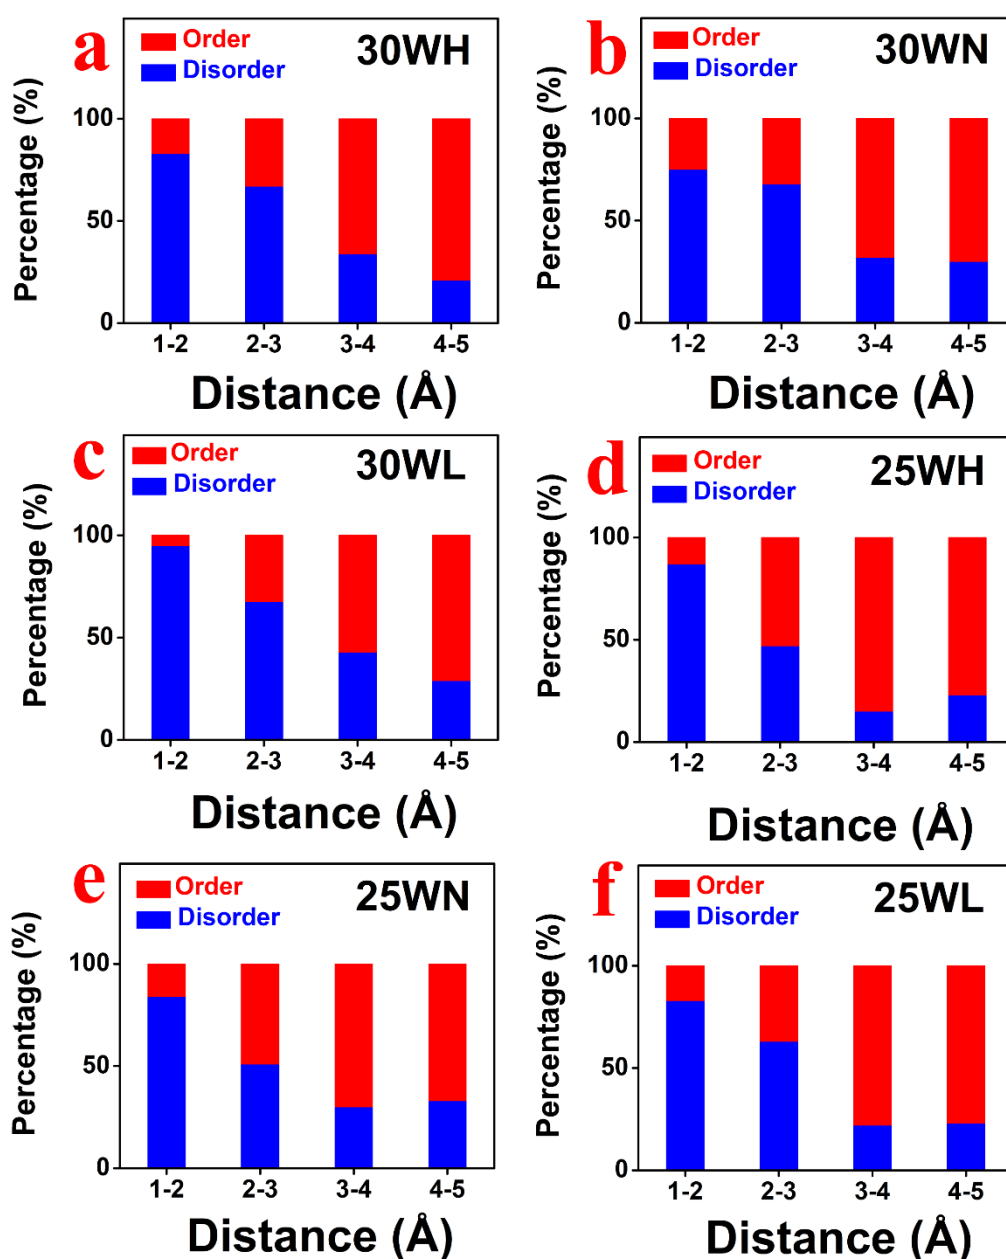 a
Order
Disorder
30WH
Percentage (%)
100
50
0
1-2 2-3 3-4 4-5
Distance (Å)
b
Order
Disorder
30WN
Percentage (%)
100
50
0
1-2 2-3 3-4 4-5
Distance (Å)
c
Order
Disorder
30WL
Percentage (%)
100
50
0
1-2 2-3 3-4 4-5
Distance (Å)
d
Order
Disorder
25WH
Percentage (%)
100
50
0
1-2 2-3 3-4 4-5
Distance (Å)
e
Order
Disorder
25WN
Percentage (%)
100
50
0
1-2 2-3 3-4 4-5
Distance (Å)
f
Order
Disorder
25WL
Percentage (%)
100
50
0
1-2 2-3 3-4 4-5
Distance (Å)